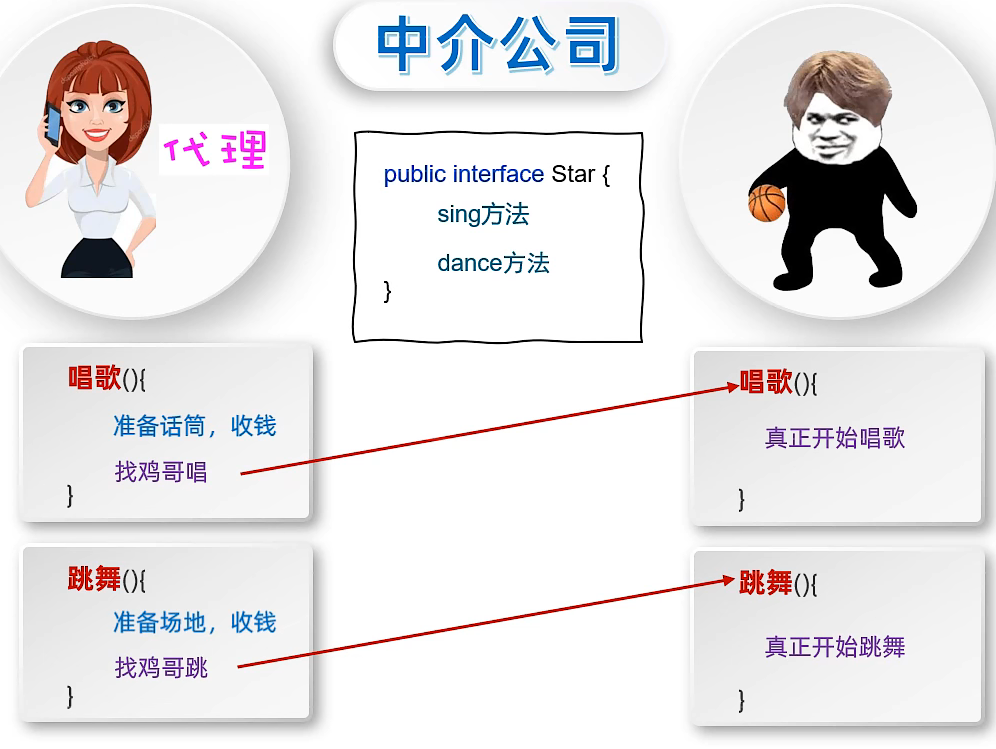 中介公司
代理
public interface Star {
sing方法
dance方法
}
唱歌(){
准备话筒，收钱
找鸡哥唱
}
唱歌(){
真正开始唱歌
}
跳舞(){
准备场地，收钱
找鸡哥跳
}
跳舞(){
真正开始跳舞
}